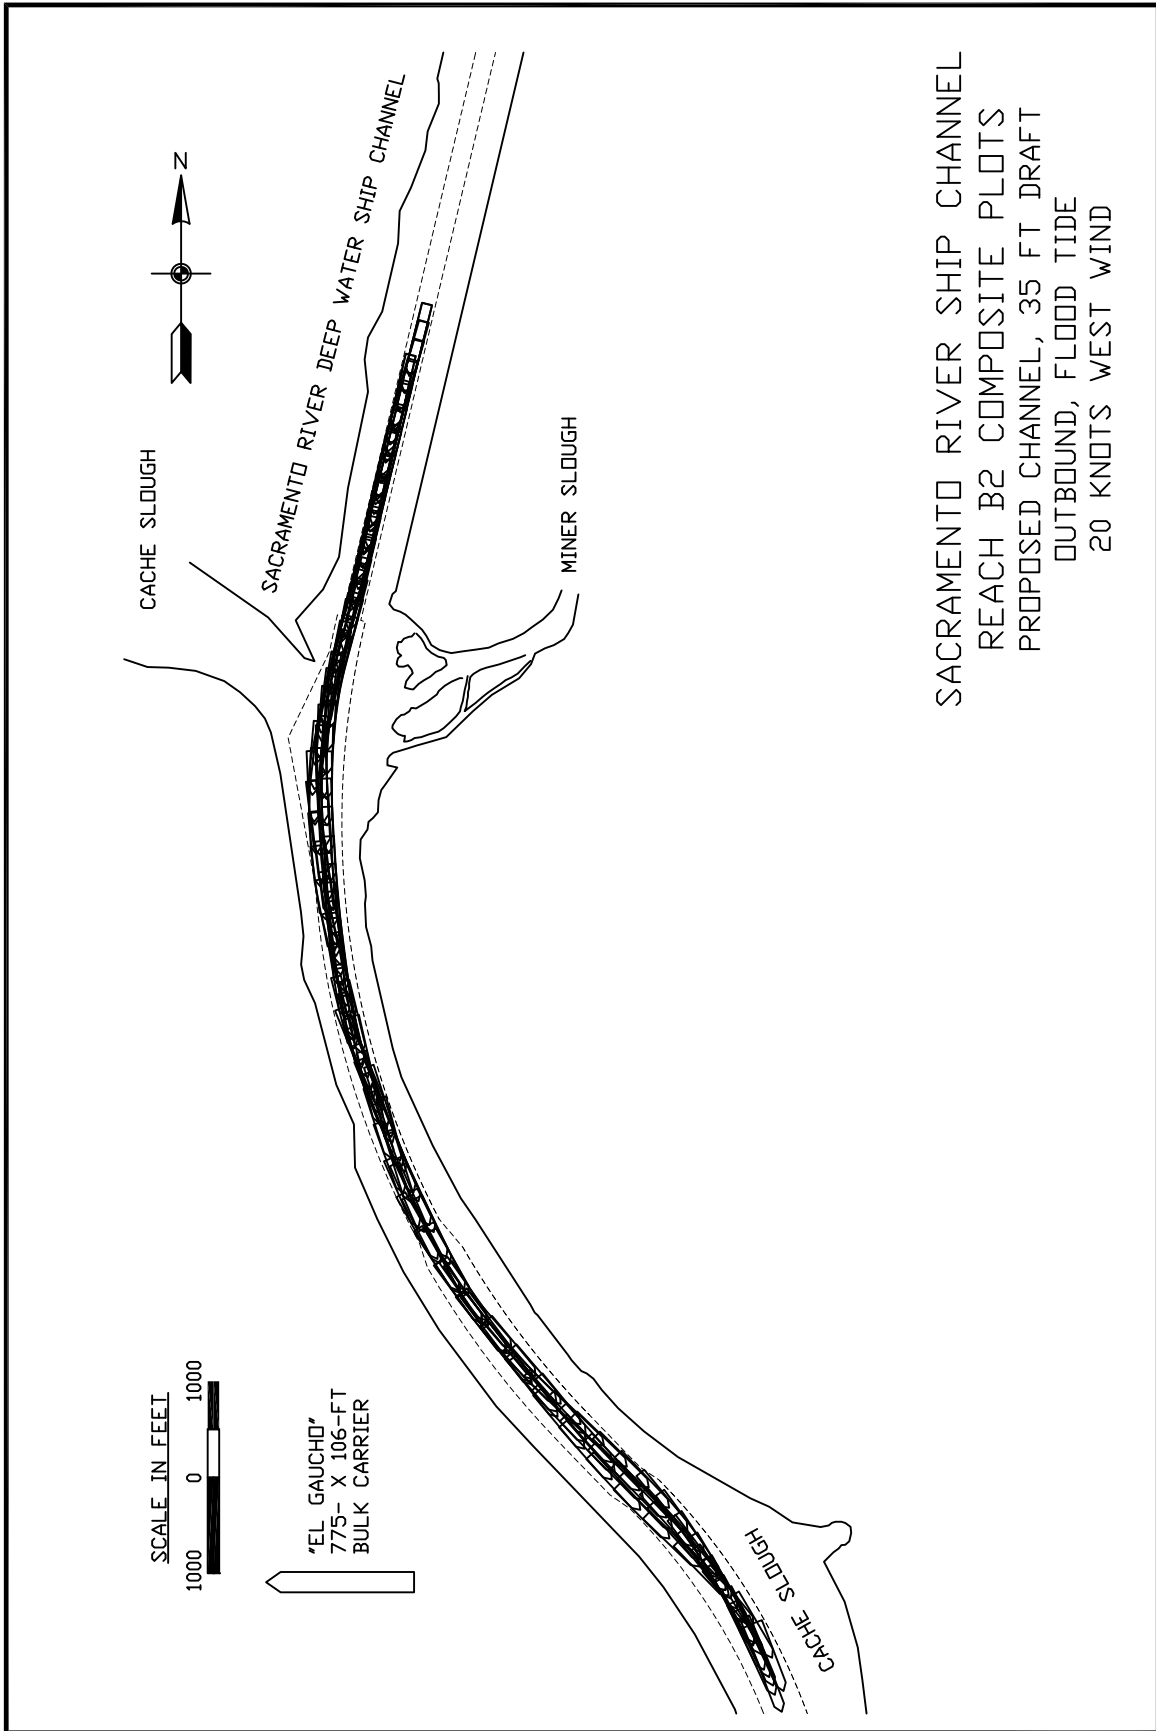 N
CACHE SLOUGH
SACRAMENTO RIVER DEEP WATER SHIP CHANNEL
MINER SLOUGH
SCALE IN FEET
1000 0 1000
"EL GAUCHO"
775- X 106-FT
BULK CARRIER
CACHE SLOUGH
SACRAMENTO RIVER SHIP CHANNEL
REACH B2 COMPOSITE PLOTS
PROPOSED CHANNEL, 35 FT DRAFT
OUTBOUND, FLOOD TIDE
20 KNOTS WEST WIND